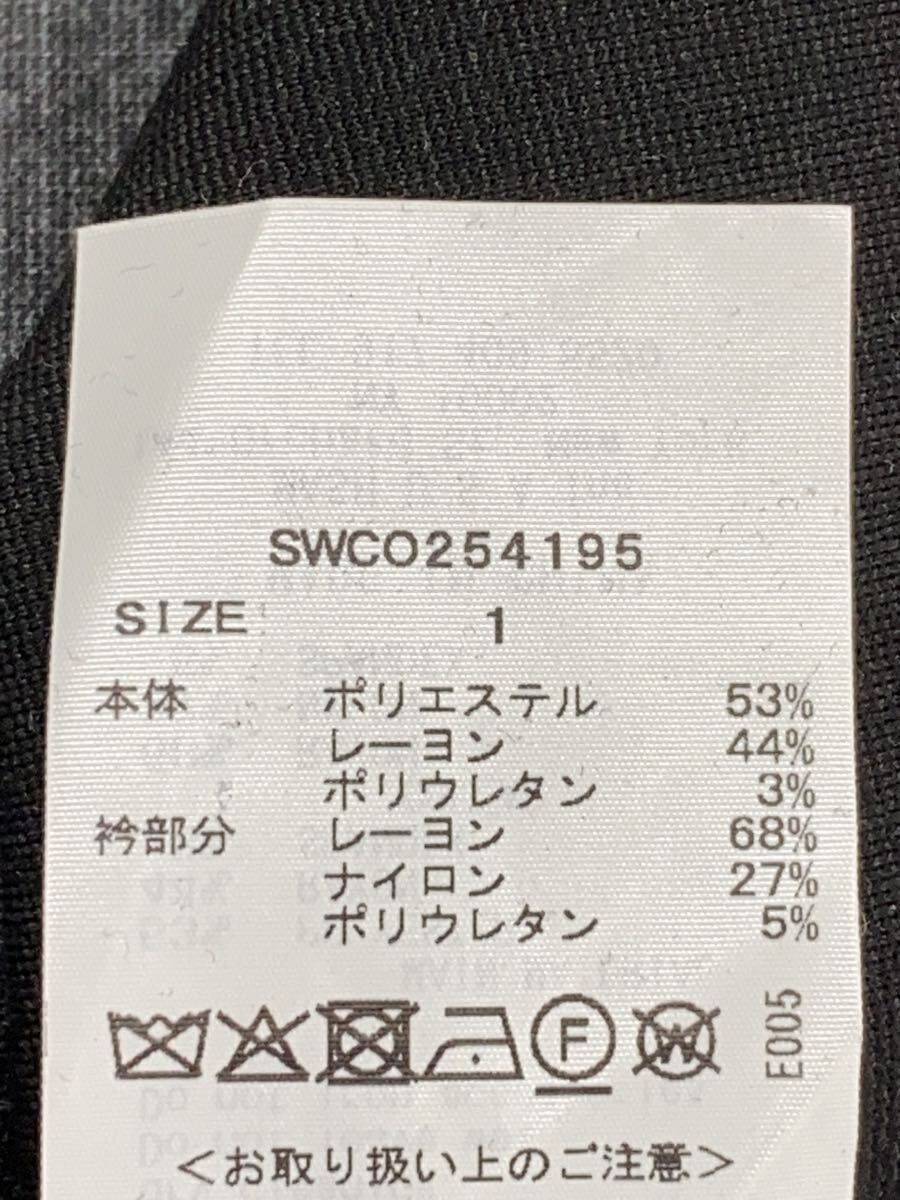 SWCO254195
SIZE 1
本体 ポリエステル 53%
レーヨン 44%
ポリウレタン 3%
衿部分 レーヨン 68%
ナイロン 27%
ポリウレタン 5%
F W E005
<お取り扱い上のご注意>